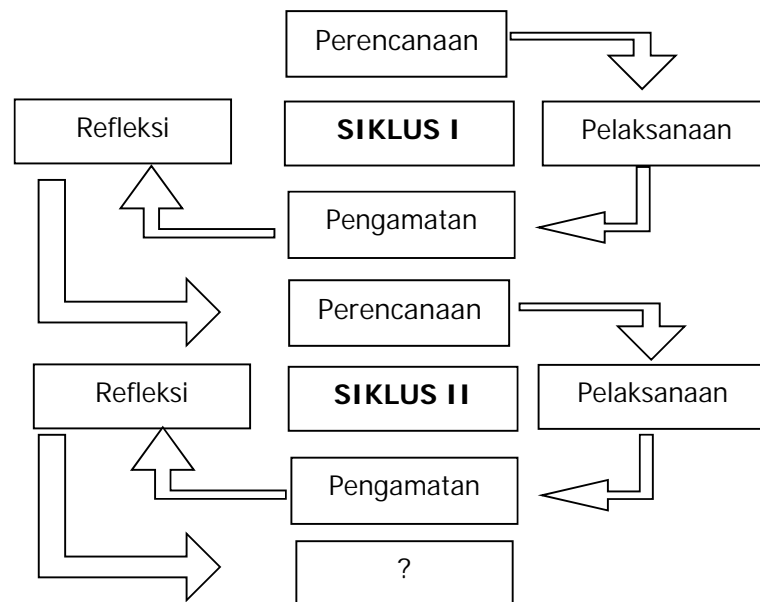 Perencanaan
Refleksi
SIKLUS I
Pelaksanaan
Pengamatan
Perencanaan
Refleksi
SIKLUS II
Pelaksanaan
Pengamatan
?